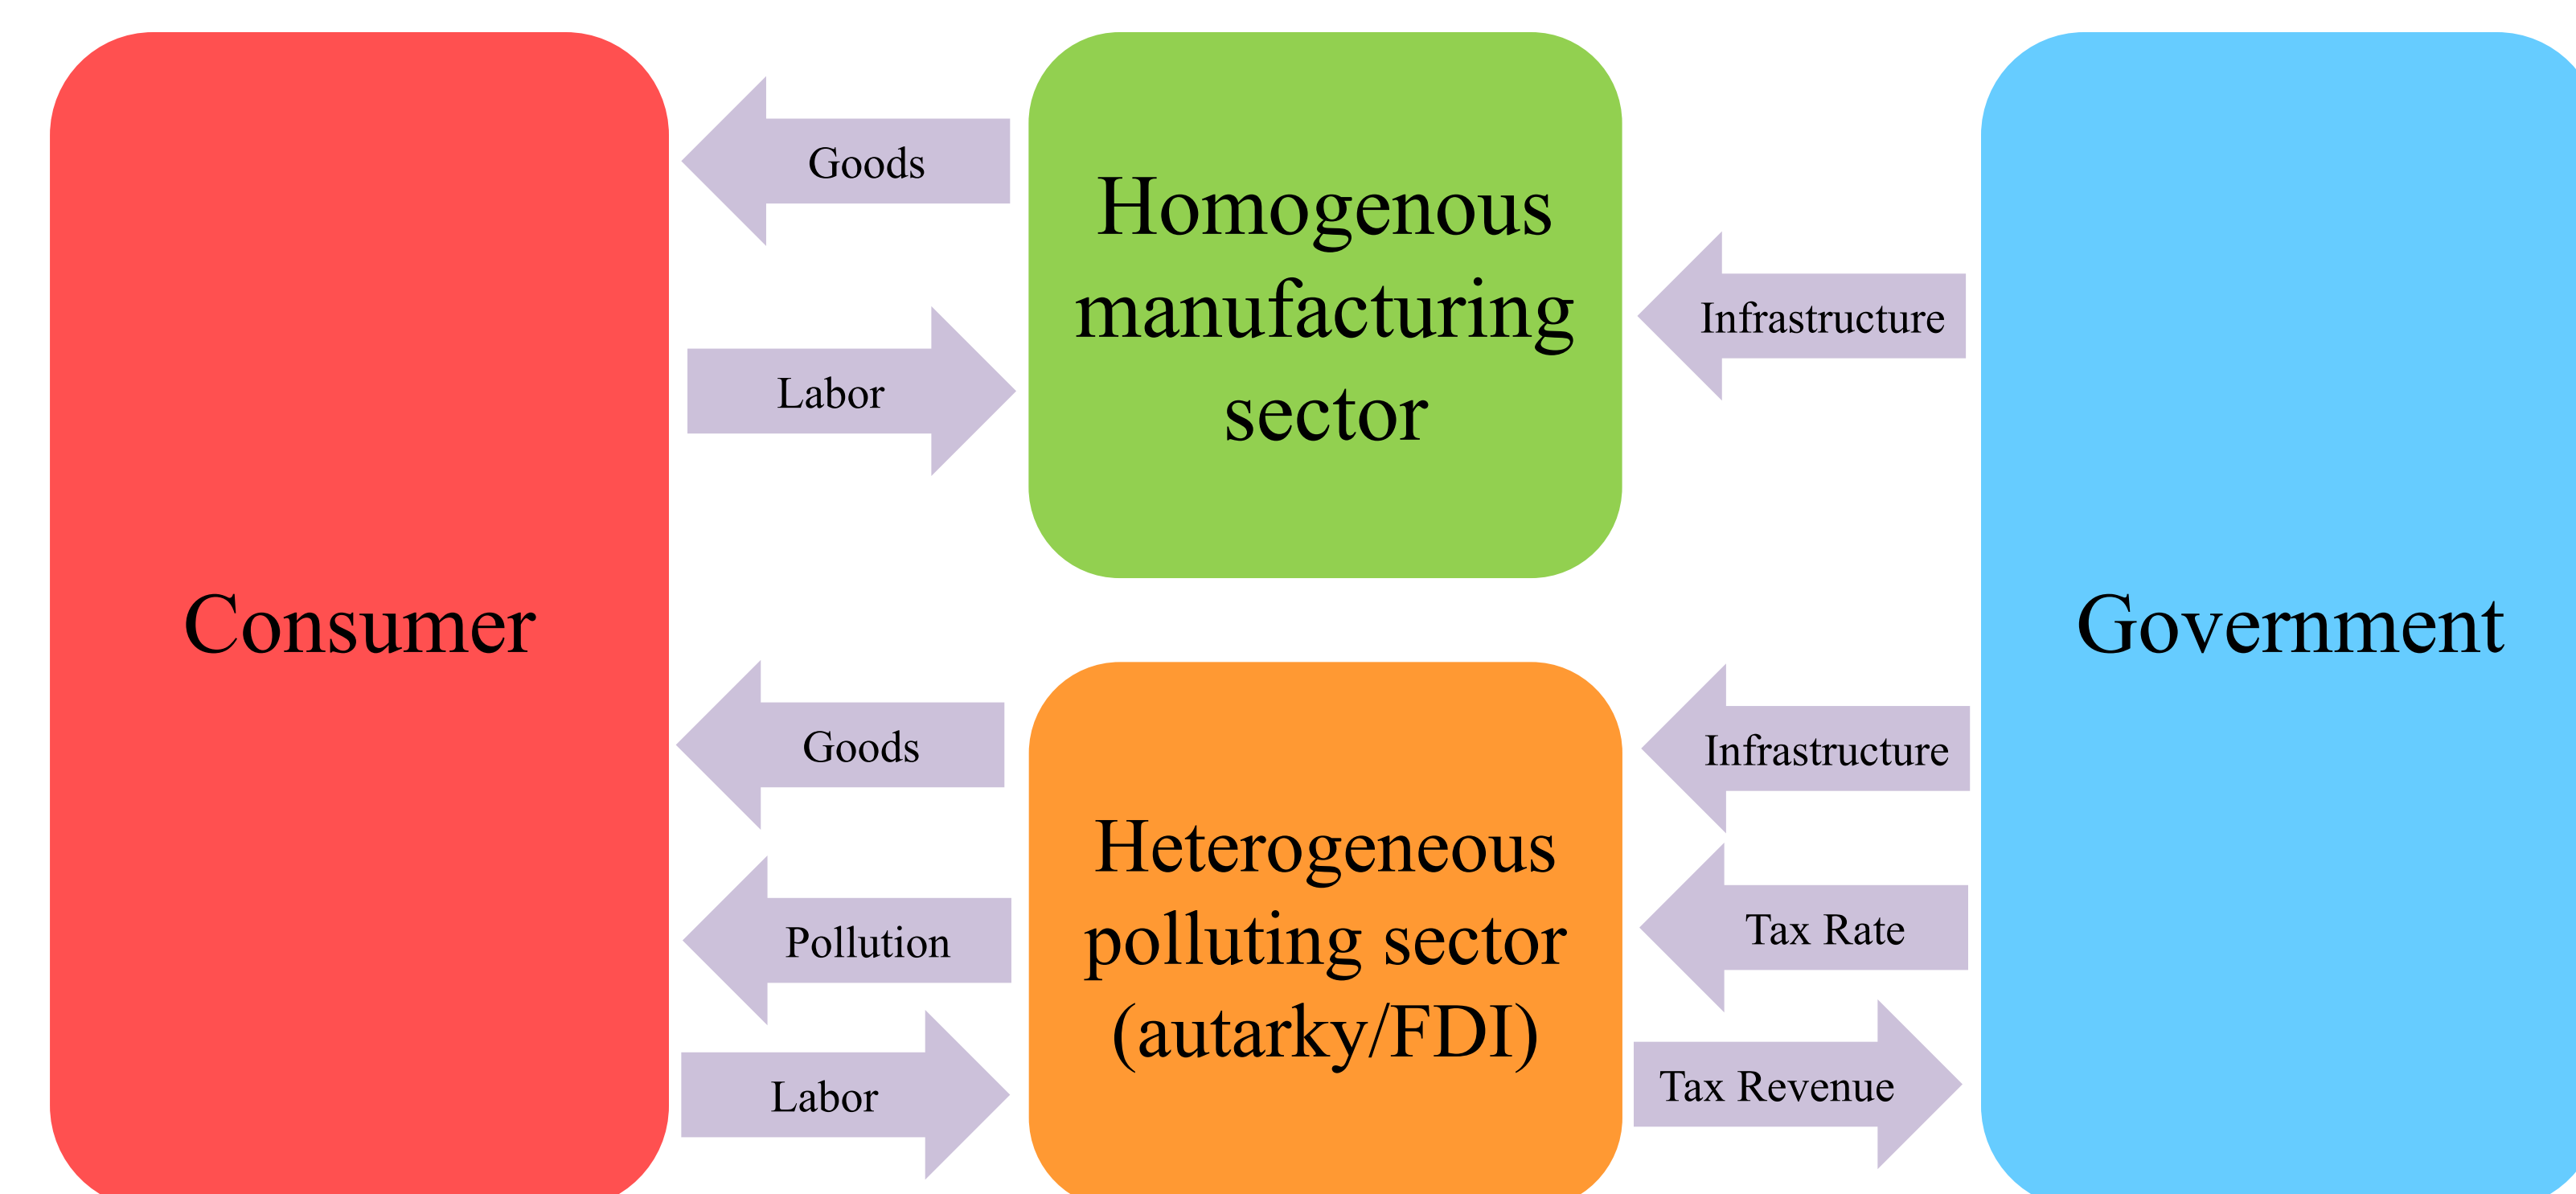 Consumer
Goods
Labor
Goods
Pollution
Labor
Homogenous
manufacturing
sector
Heterogeneous
polluting sector
(autarky/FDI)
Infrastructure
Infrastructure
Tax Rate
Tax Revenue
Government